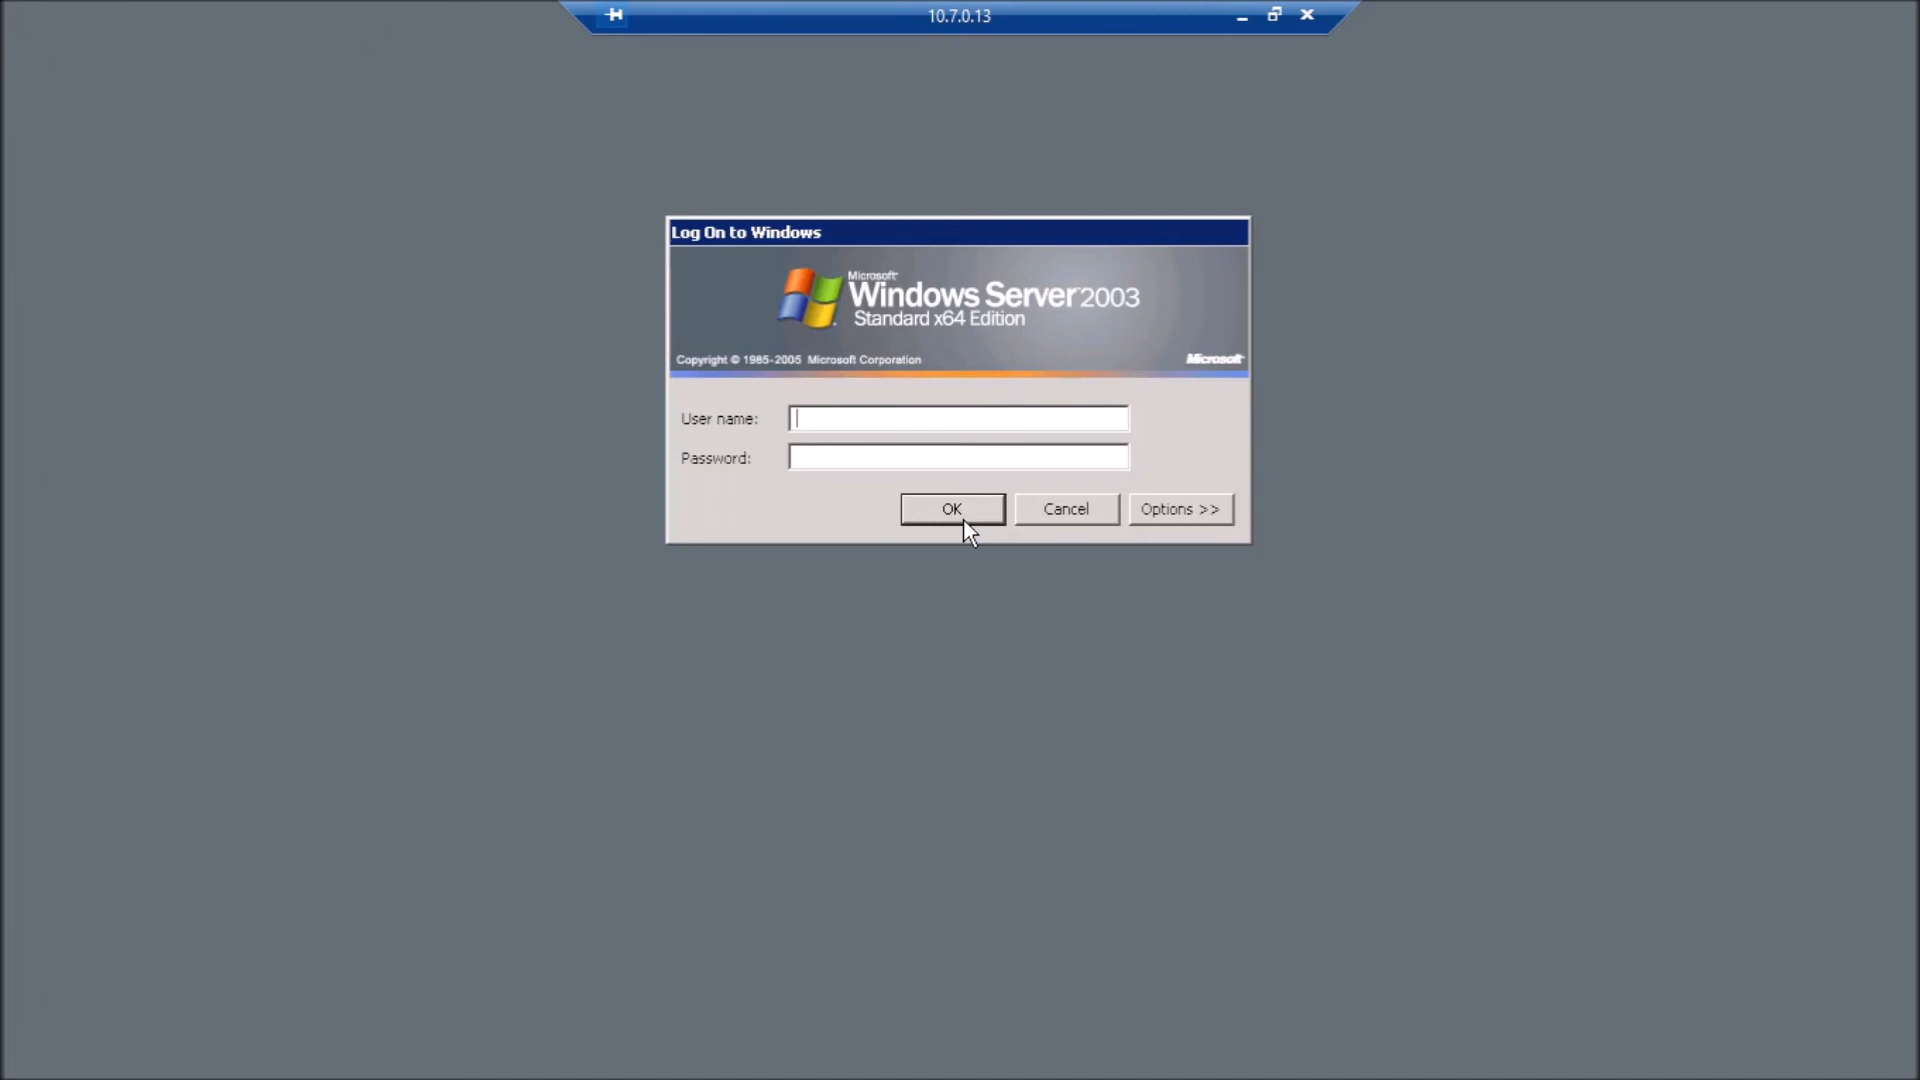 10.7.0.13
Log On to Windows
Microsoft
Windows Server 2003
Standard x64 Edition
Copyright © 1985-2005 Microsoft Corporation
Microsoft
User name:
Password:
OK
Cancel
Options >>